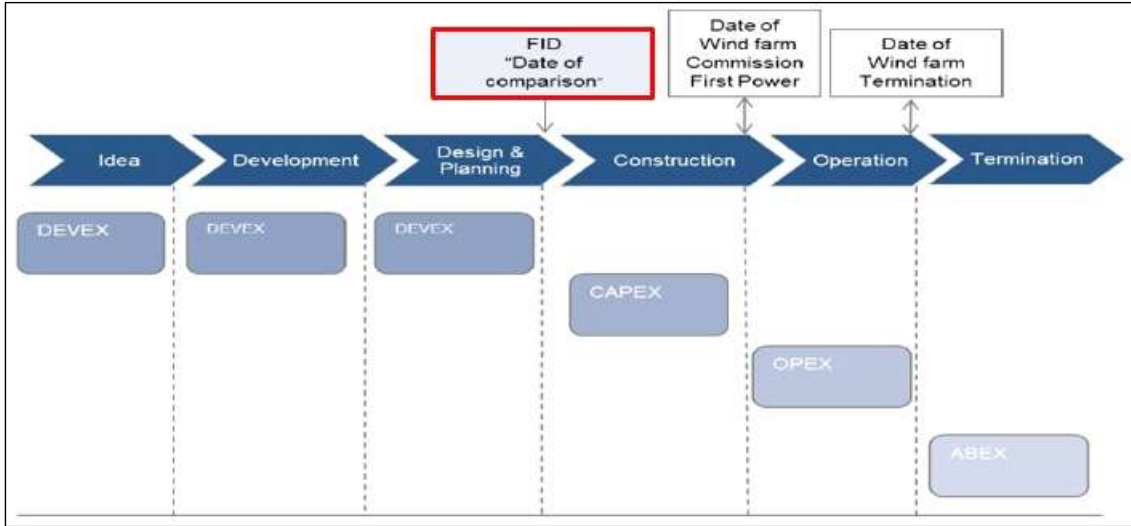 FID
"Date of
comparison"
Date of
Wind farm
Commission
First Power
Date of
Wind farm
Termination
Idea
Development
Design &
Planning
Construction
Operation
Termination
DEVEX
DEVEX
DEVEX
CAPEX
OPEX
ABEX